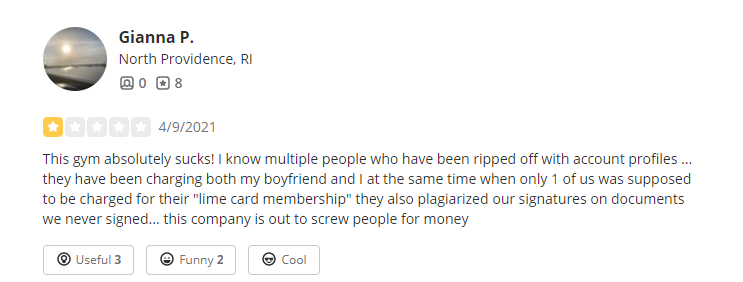 Gianna P.
North Providence, RI
0 8
4/9/2021
This gym absolutely sucks! I know multiple people who have been ripped off with account profiles ...
they have been charging both my boyfriend and I at the same time when only 1 of us was supposed
to be charged for their "lime card membership" they also plagiarized our signatures on documents
we never signed... this company is out to screw people for money
Useful 3 Funny 2 Cool